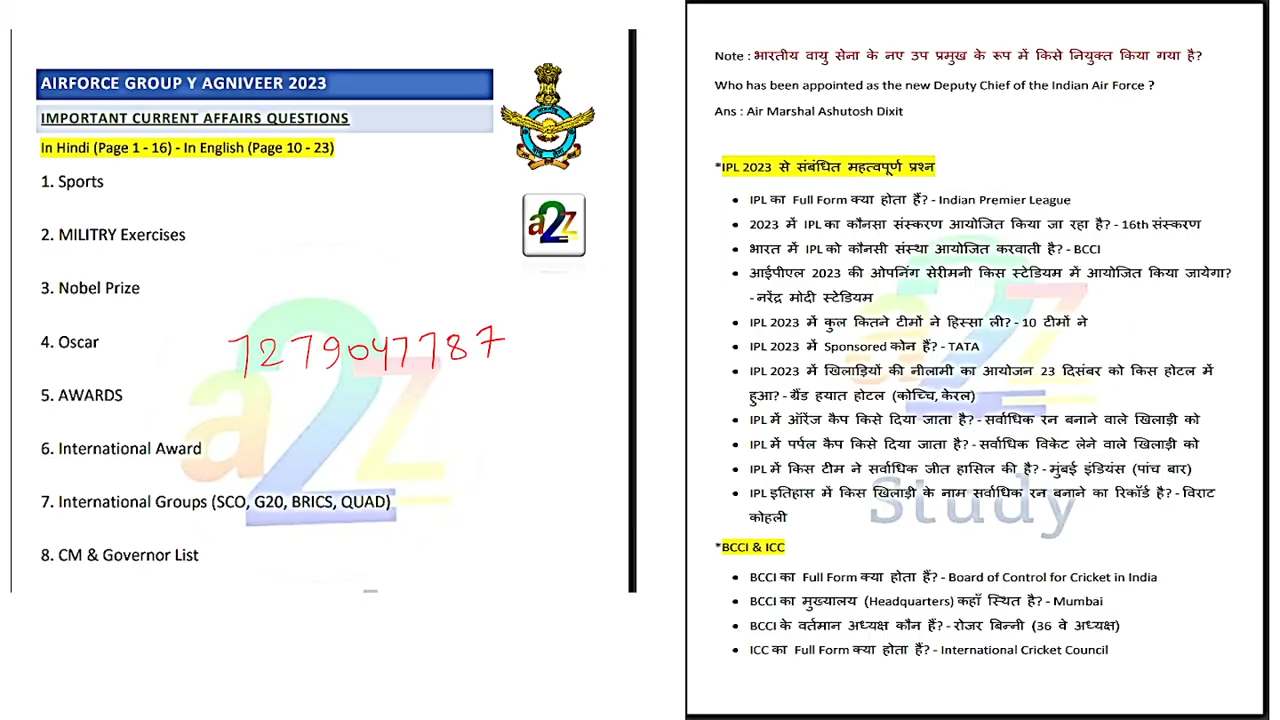 AIRFORCE GROUP Y AGNIVEER 2023
IMPORTANT CURRENT AFFAIRS QUESTIONS
In Hindi (Page 1 - 16) - In English (Page 10 - 23)
1. Sports
a2z
2. MILITRY Exercises
3. Nobel Prize
4. Oscar
7279047787
a2z
5. AWARDS
6. International Award
7. International Groups (SCO, G20, BRICS, QUAD)
8. CM & Governor List
Note : भारतीय वायु सेना के नए उप प्रमुख के रूप में किसे नियुक्त किया गया है?
Who has been appointed as the new Deputy Chief of the Indian Air Force ?
Ans : Air Marshal Ashutosh Dixit
*IPL 2023 से संबंधित महत्वपूर्ण प्रश्न
• IPL का Full Form क्या होता हैं? - Indian Premier League
• 2023 में IPL का कौनसा संस्करण आयोजित किया जा रहा है? - 16th संस्करण
• भारत में IPL को कौनसी संस्था आयोजित करवाती है? - BCCI
• आईपीएल 2023 की ओपनिंग सेरीमनी किस स्टेडियम में आयोजित किया जायेगा?
- नरेंद्र मोदी स्टेडियम
• IPL 2023 में कुल कितने टीमों ने हिस्सा ली? - 10 टीमों ने
• IPL 2023 में Sponsored कोन हैं? - TATA
• IPL 2023 में खिलाड़ियों की नीलामी का आयोजन 23 दिसंबर को किस होटल में
हुआ? - ग्रैंड हयात होटल (कोच्चि, केरल)
• IPL में ऑरेंज कैप किसे दिया जाता है? - सर्वाधिक रन बनाने वाले खिलाड़ी को
• IPL में पर्पल कैप किसे दिया जाता है? - सर्वाधिक विकेट लेने वाले खिलाड़ी को
• IPL में किस टीम ने सर्वाधिक जीत हासिल की है? - मुंबई इंडियंस (पांच बार)
• IPL इतिहास में किस खिलाड़ी के नाम सर्वाधिक रन बनाने का रिकॉर्ड है? - विराट
कोहली
Study
*BCCI & ICC
• BCCI का Full Form क्या होता हैं? - Board of Control for Cricket in India
• BCCI का मुख्यालय (Headquarters) कहाँ स्थित है? - Mumbai
• BCCI के वर्तमान अध्यक्ष कौन हैं? - रोजर बिन्नी (36 वे अध्यक्ष)
• ICC का Full Form क्या होता हैं? - International Cricket Council